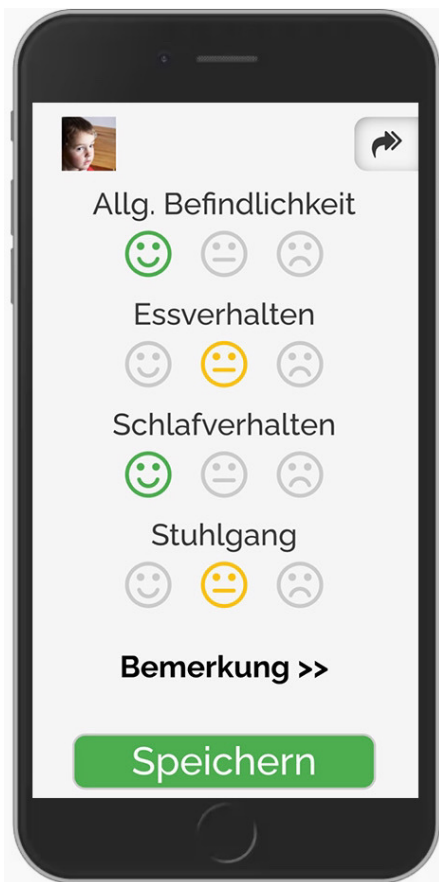 Allg. Befindlichkeit
Essverhalten
Schlafverhalten
Stuhlgang
Bemerkung >>
Speichern